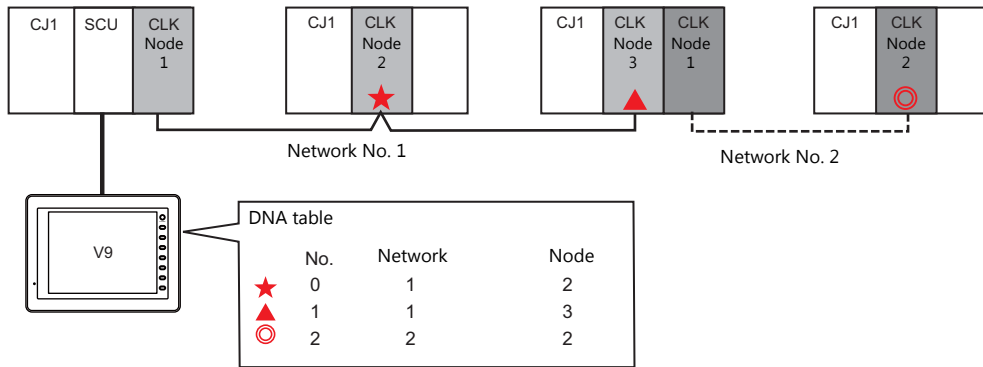 CJ1 SCU CLK Node 1
CJ1 CLK Node 2
CJ1 CLK Node 3 CLK Node 1
CJ1 CLK Node 2
Network No. 1
Network No. 2
V9
DNA table
No. Network Node
0 1 2
1 1 3
2 2 2